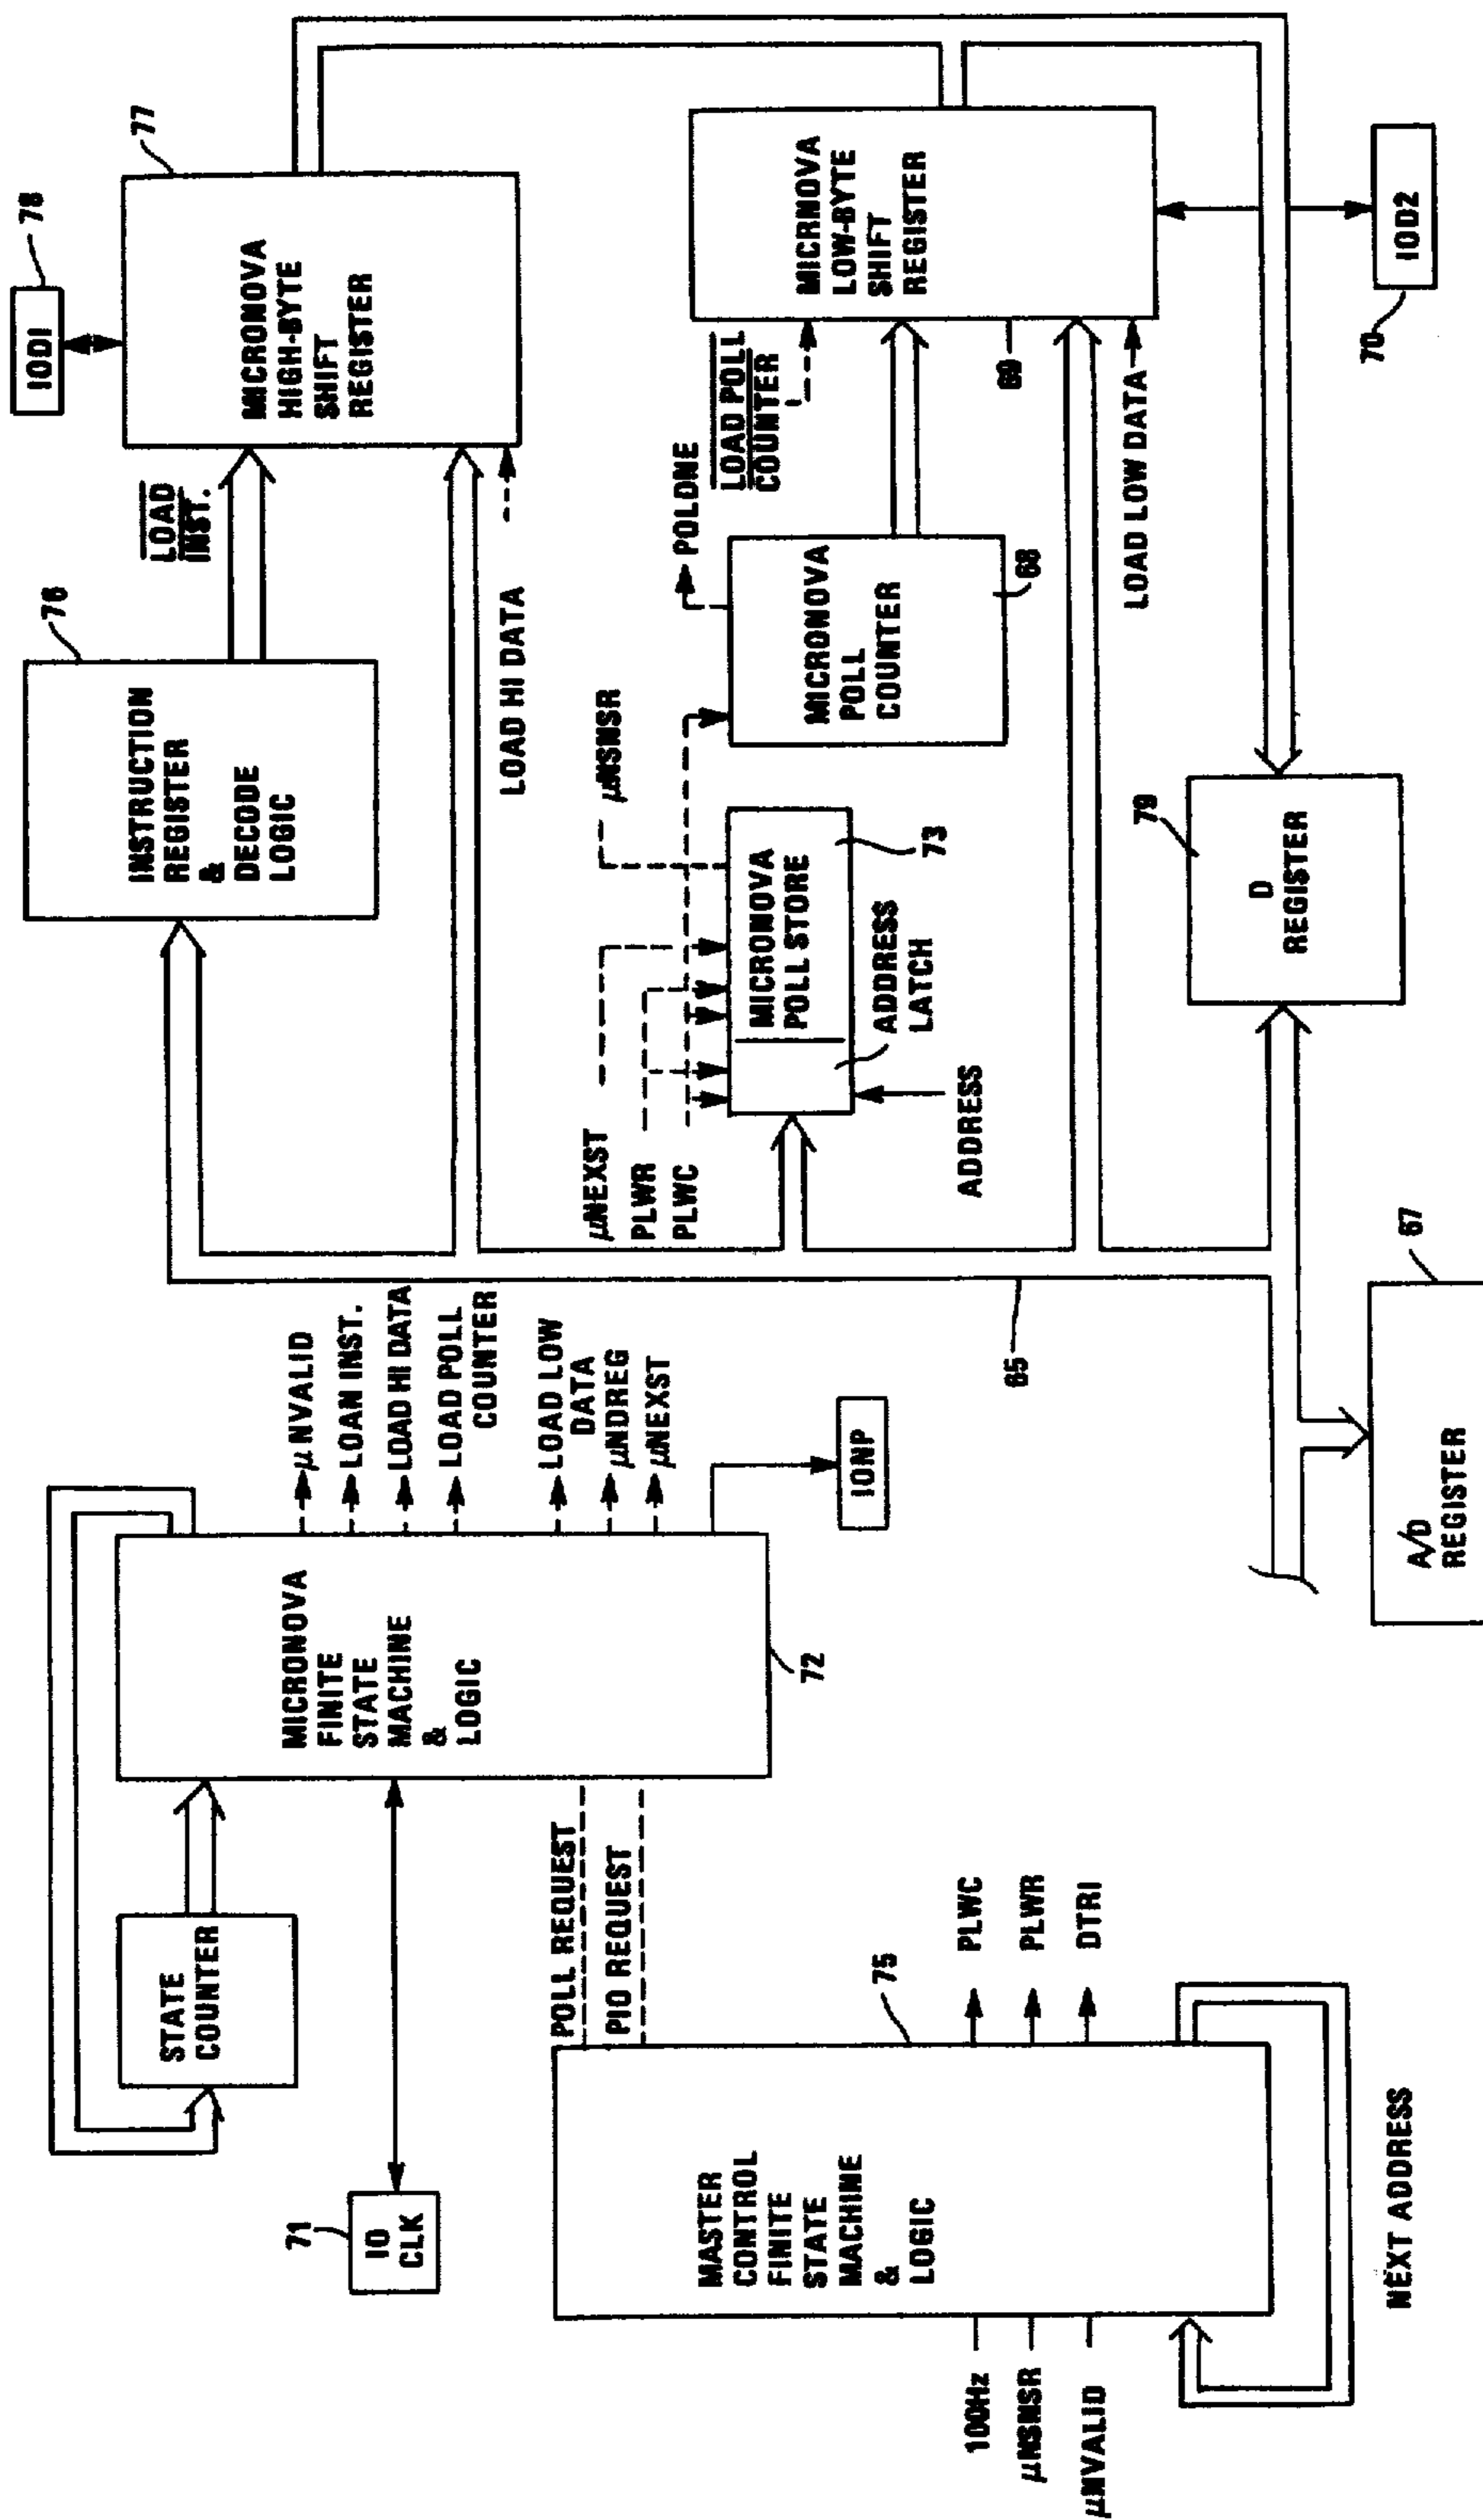 STATE
COUNTER
71
IO
CLK
MICRONOVA
FINITE
STATE
MACHINE
&
LOGIC
72
µNVALID
LOAN INST.
LOAD HI DATA
LOAD POLL
COUNTER
LOAD LOW
DATA
µNDREG
µNEXST
IONP
POLL REQUEST
PIO REQUEST
MASTER
CONTROL
FINITE
STATE
MACHINE
&
LOGIC
75
PLWC
PLWR
DTRI
100Hz
µNSNSR
µNVALID
NEXT ADDRESS
INSTRUCTION
REGISTER
&
DECODE
LOGIC
76
LOAD
INST.
MICRONOVA
HIGH-BYTE
SHIFT
REGISTER
77
IOD1
78
LOAD HI DATA
µNEXST
PLWR
PLWC
µNSNSR
MICRONOVA
POLL STORE
73
ADDRESS
LATCH
ADDRESS
POLDNE
MICRONOVA
POLL
COUNTER
68
LOAD POLL
COUNTER
MICRNOVA
LOW-BYTE
SHIFT
REGISTER
69
LOAD LOW DATA
IOD2
70
65
D
REGISTER
79
A/D
REGISTER
67